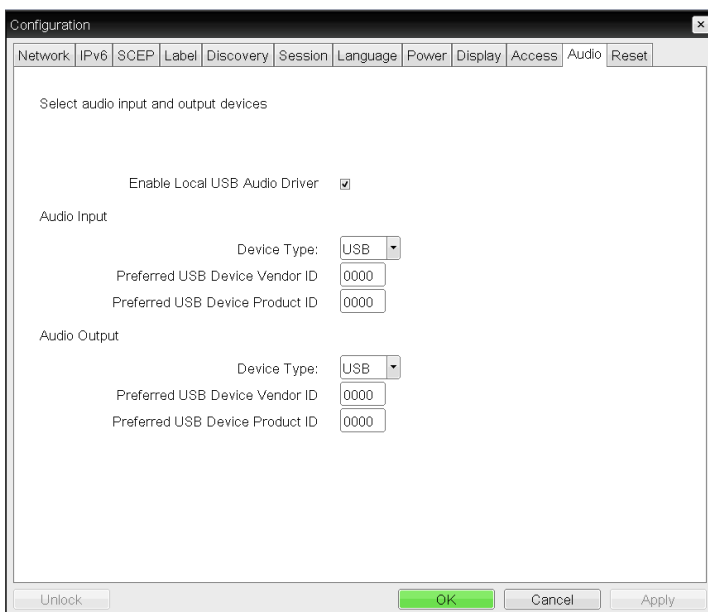 Configuration
Network IPv6 SCEP Label Discovery Session Language Power Display Access Audio Reset
Select audio input and output devices
Enable Local USB Audio Driver
Audio Input
Device Type: USB
Preferred USB Device Vendor ID 0000
Preferred USB Device Product ID 0000
Audio Output
Device Type: USB
Preferred USB Device Vendor ID 0000
Preferred USB Device Product ID 0000
Unlock OK Cancel Apply